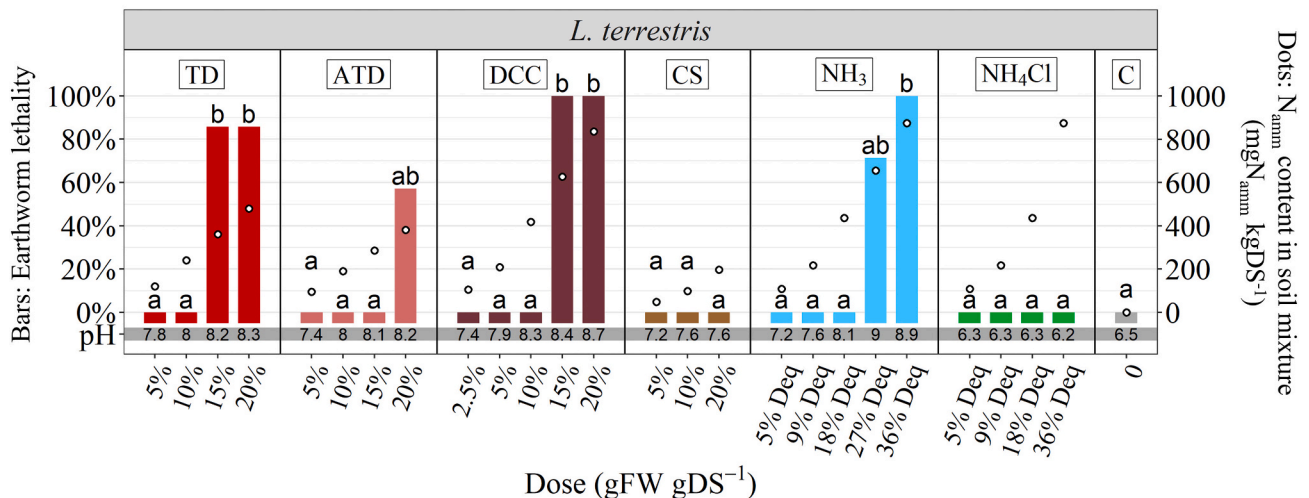 L. terrestris
TD ATD DCC CS NH₃ NH₄Cl C
Bars: Earthworm lethality
100%
80%
60%
40%
20%
0%
pH
b b ab b b ab b
a a a a a a a a a a a a a a a a a a a
7.8 8 8.2 8.3 7.4 8 8.1 8.2 7.4 7.9 8.3 8.4 8.7 7.2 7.6 7.6 7.2 7.6 8.1 9 8.9 6.3 6.3 6.3 6.2 6.5
5% 10% 15% 20% 5% 10% 15% 20% 2.5% 5% 10% 15% 20% 5% 10% 20% 5% Deq 9% Deq 18% Deq 27% Deq 36% Deq 5% Deq 9% Deq 18% Deq 36% Deq 0
Dose (gFW gDS⁻¹)
1000
800
600
400
200
0
Dots: Nₐₘₘ content in soil mixture
(mgNₐₘₘ kgDS⁻¹)